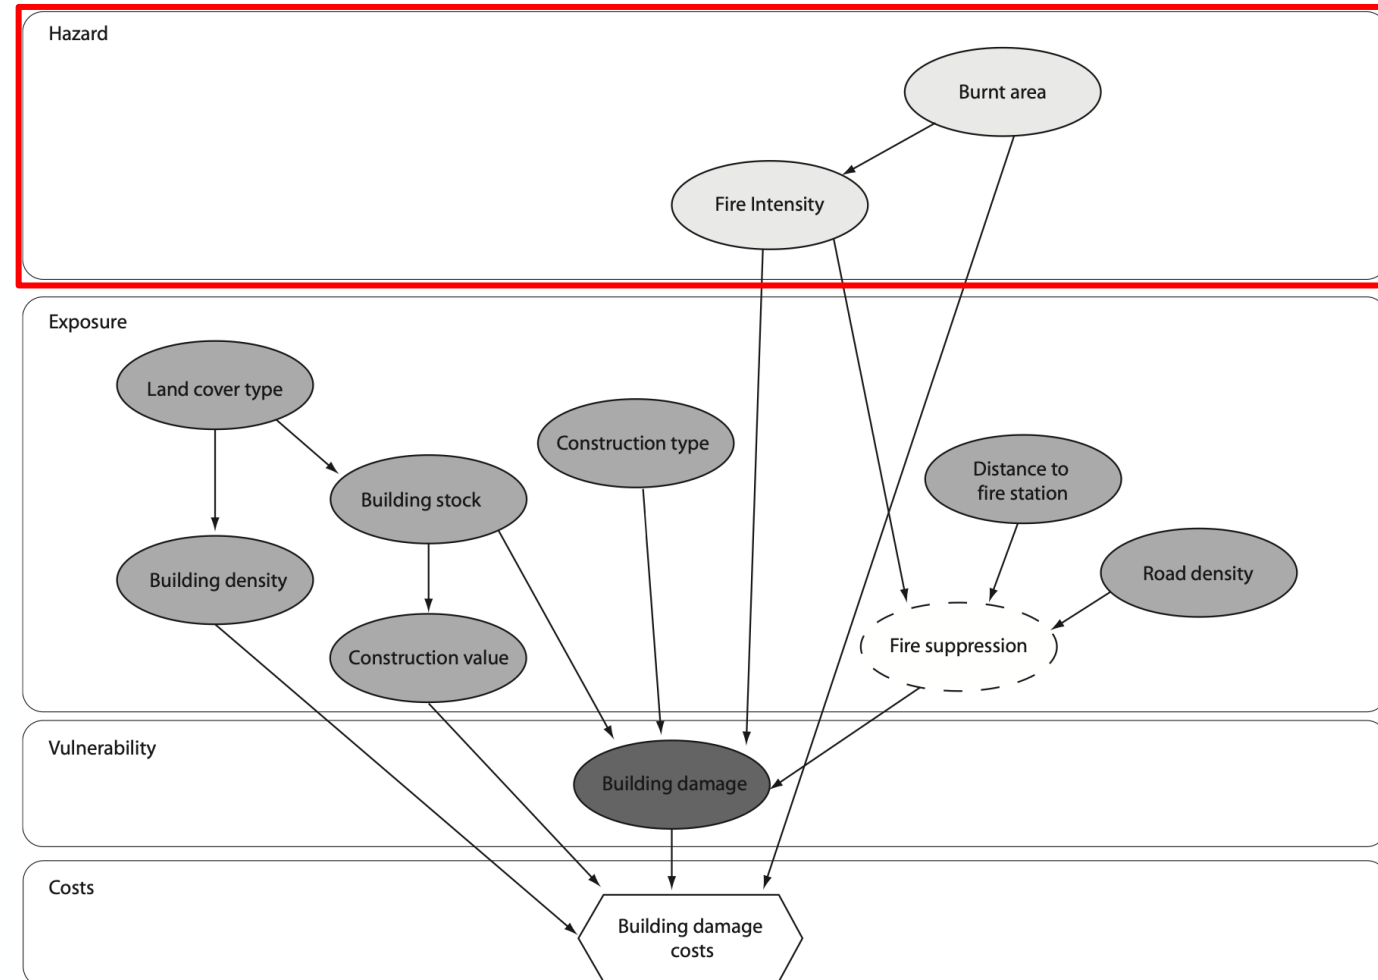 Hazard
Burnt area
Fire Intensity
Exposure
Land cover type
Construction type
Distance to
fire station
Building stock
Road density
Building density
Fire suppression
Construction value
Vulnerability
Building damage
Costs
Building damage
costs